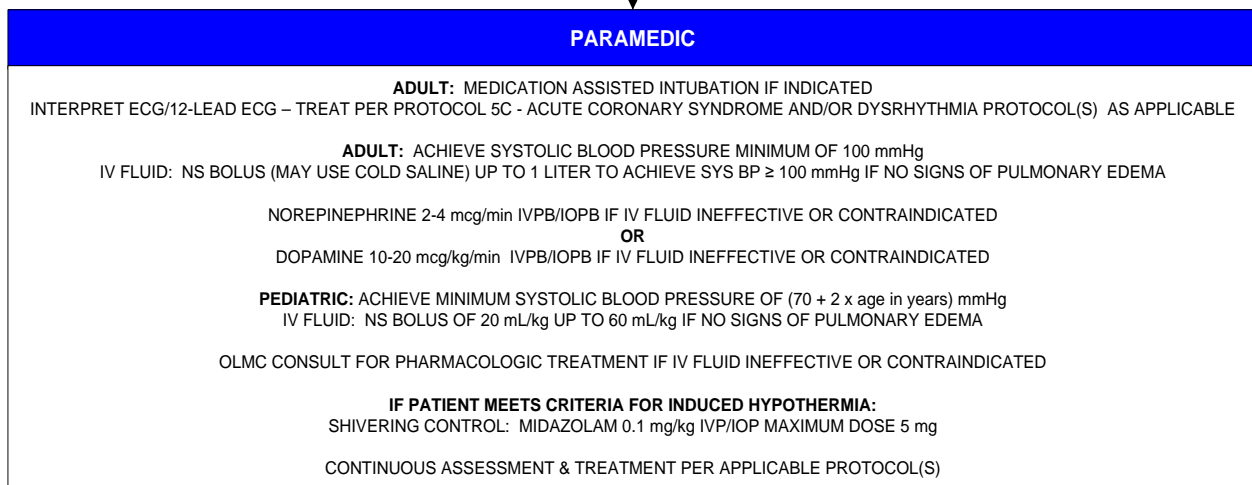 PARAMEDIC
ADULT: MEDICATION ASSISTED INTUBATION IF INDICATED
INTERPRET ECG/12-LEAD ECG – TREAT PER PROTOCOL 5C - ACUTE CORONARY SYNDROME AND/OR DYSRHYTHMIA PROTOCOL(S) AS APPLICABLE
ADULT: ACHIEVE SYSTOLIC BLOOD PRESSURE MINIMUM OF 100 mmHg
IV FLUID: NS BOLUS (MAY USE COLD SALINE) UP TO 1 LITER TO ACHIEVE SYS BP ≥ 100 mmHg IF NO SIGNS OF PULMONARY EDEMA
NOREPINEPHRINE 2-4 mcg/min IVPB/IOPB IF IV FLUID INEFFECTIVE OR CONTRAINDICATED
OR
DOPAMINE 10-20 mcg/kg/min IVPB/IOPB IF IV FLUID INEFFECTIVE OR CONTRAINDICATED
PEDIATRIC: ACHIEVE MINIMUM SYSTOLIC BLOOD PRESSURE OF (70 + 2 x age in years) mmHg
IV FLUID: NS BOLUS OF 20 mL/kg UP TO 60 mL/kg IF NO SIGNS OF PULMONARY EDEMA
OLMC CONSULT FOR PHARMACOLOGIC TREATMENT IF IV FLUID INEFFECTIVE OR CONTRAINDICATED
IF PATIENT MEETS CRITERIA FOR INDUCED HYPOTHERMIA:
SHIVERING CONTROL: MIDAZOLAM 0.1 mg/kg IVP/IOP MAXIMUM DOSE 5 mg
CONTINUOUS ASSESSMENT & TREATMENT PER APPLICABLE PROTOCOL(S)